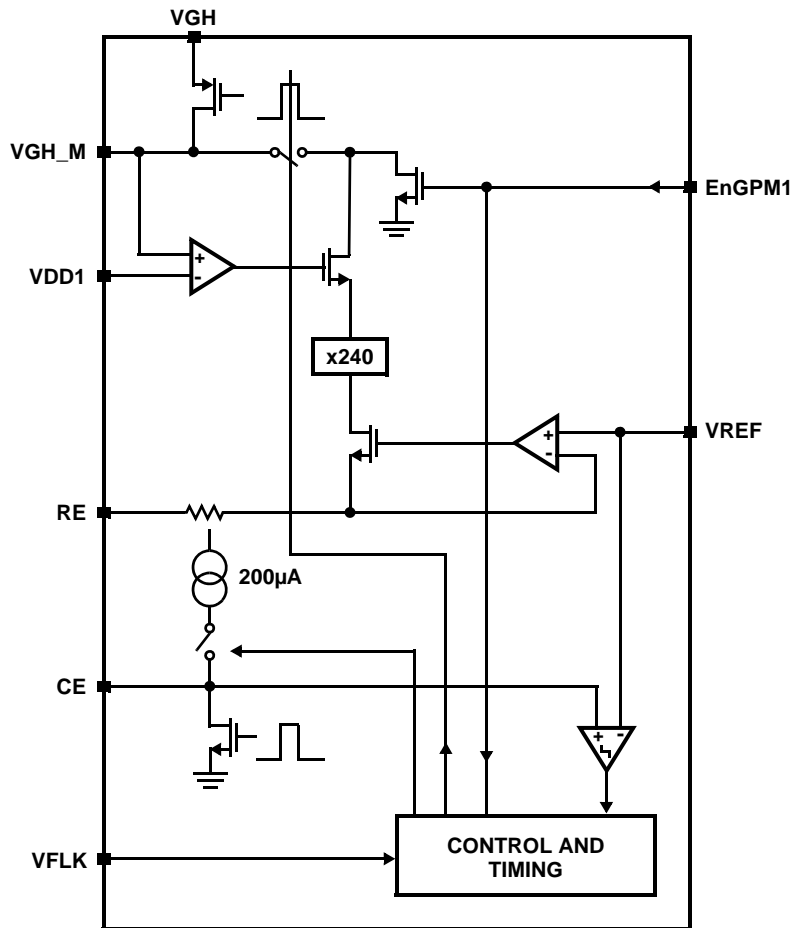 VGH
VGH_M
EnGPM1
+
-
VDD1
x240
+
-
VREF
RE
200µA
CE
+ -
CONTROL AND
TIMING
VFLK